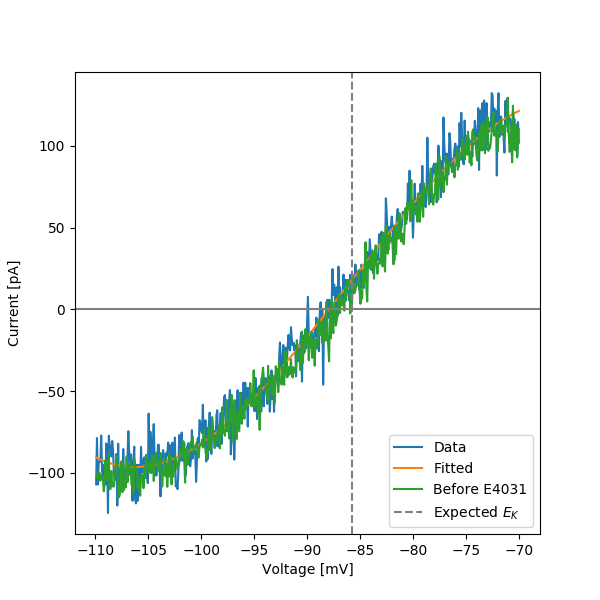 100
50
0
−50
−100
Current [pA]
−110
−105
−100
−95
−90
−85
−80
−75
−70
Voltage [mV]
Data
Fitted
Before E4031
Expected E_K